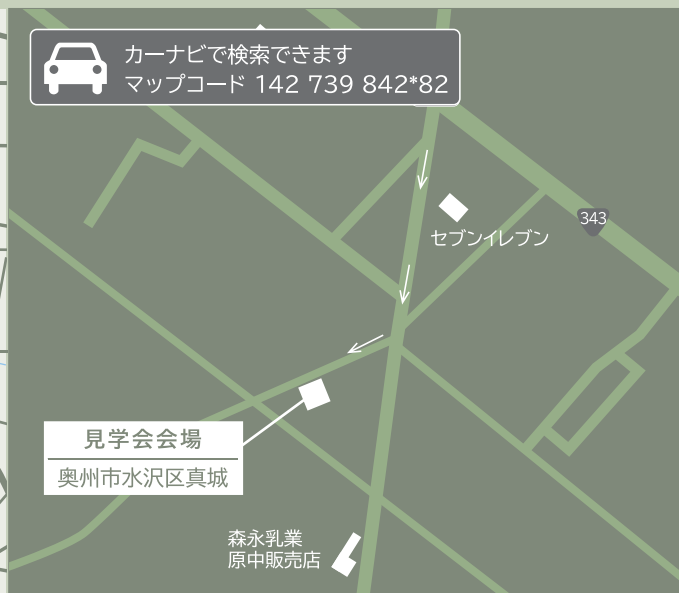 カーナビで検索できます
マップコード 142 739 842*82
343
セブンイレブン
見学会会場
奥州市水沢区真城
森永乳業
原中販売店